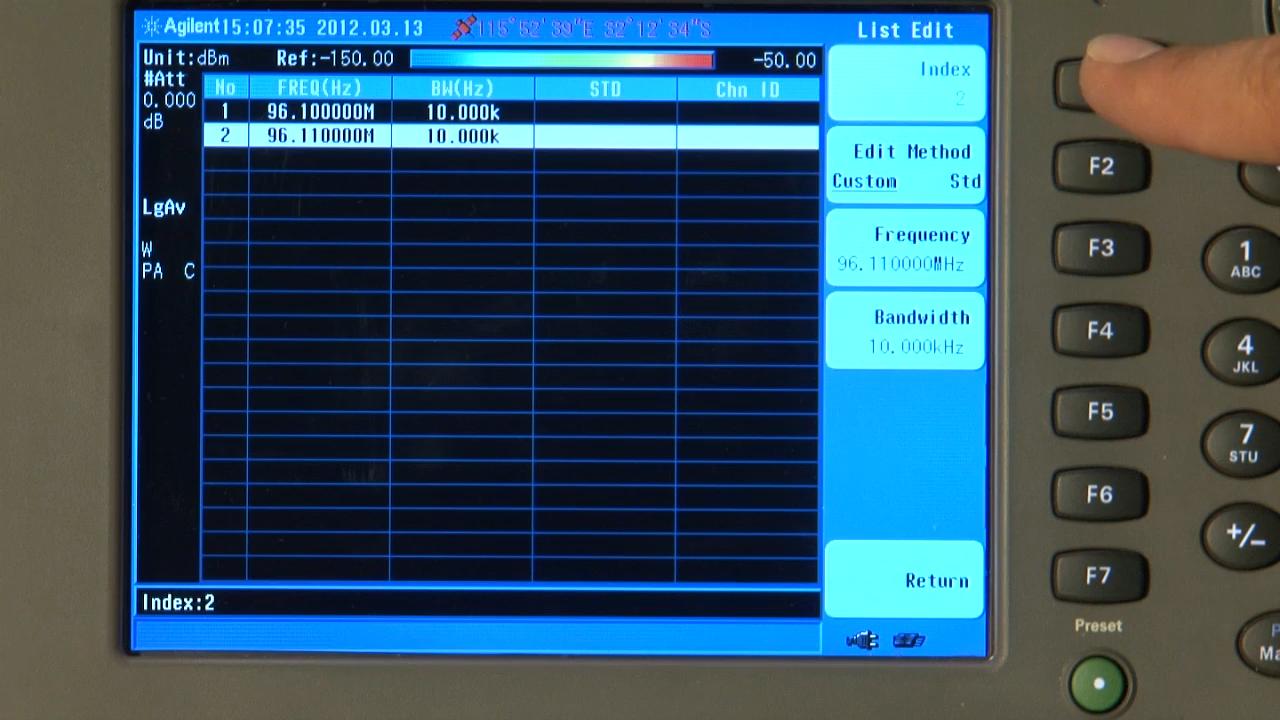 Agilent 15:07:35 2012.03.13 115°52'39"E 32°12'34"S List Edit
Unit:dBm Ref:-150.00 -50.00
#Att
0.000
dB
LgAv
W
PA C
No FREQ(Hz) BW(Hz) STD Chn ID
1 96.100000M 10.000k
2 96.110000M 10.000k
Index:2
Index
2
Edit Method
Custom Std
Frequency
96.110000MHz
Bandwidth
10.000kHz
Return
F2
F3
F4
F5
F6
F7
Preset
1
ABC
4
JKL
7
STU
+/-